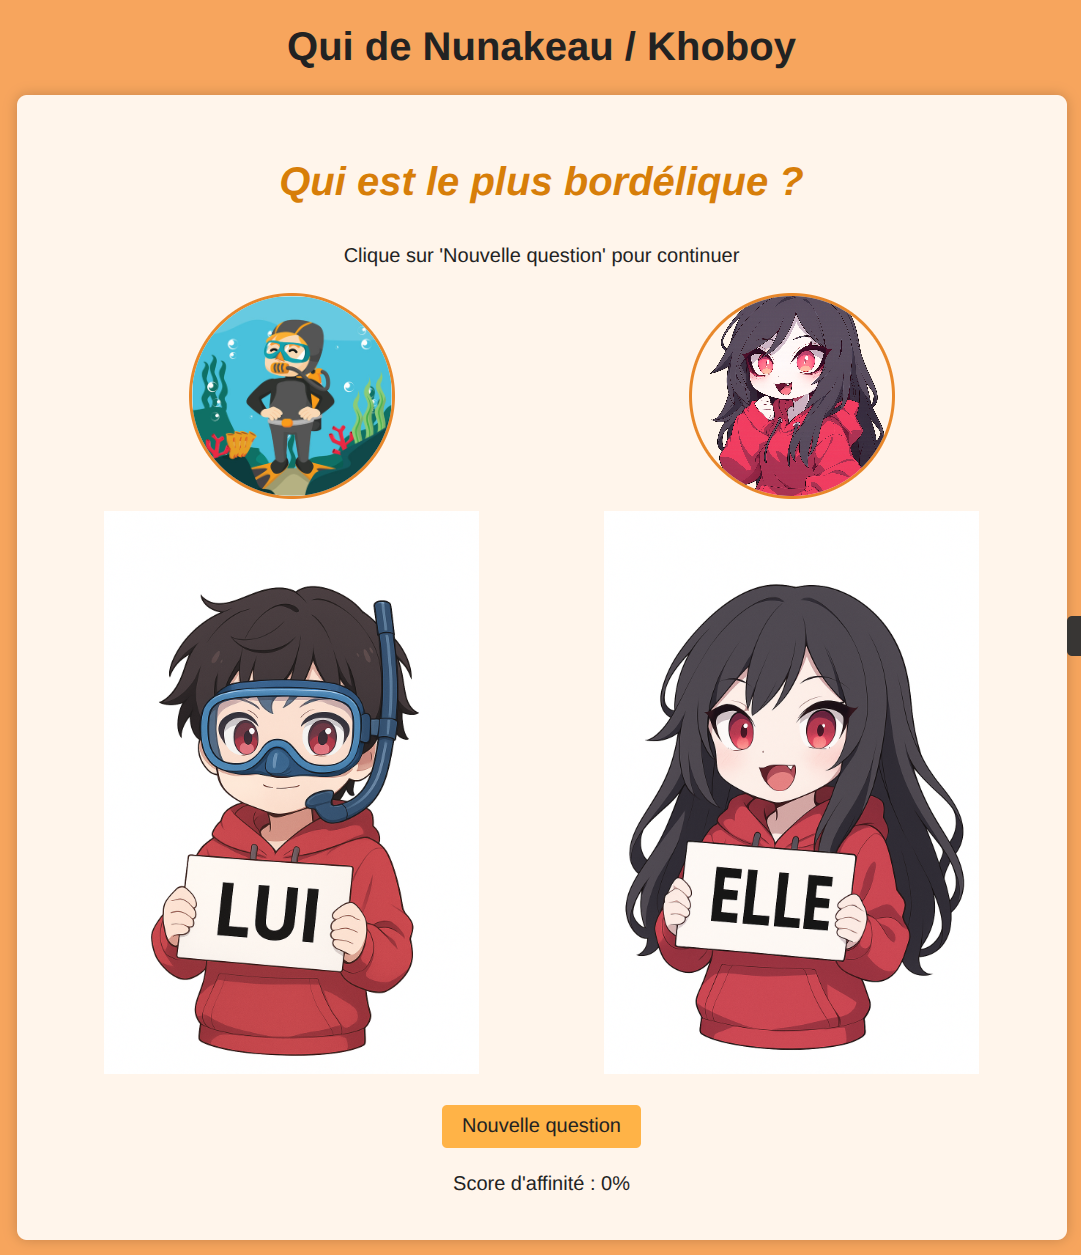 Qui de Nunakeau / Khoboy
Qui est le plus bordélique ?
Clique sur 'Nouvelle question' pour continuer
LUI
ELLE
Nouvelle question
Score d'affinité : 0%